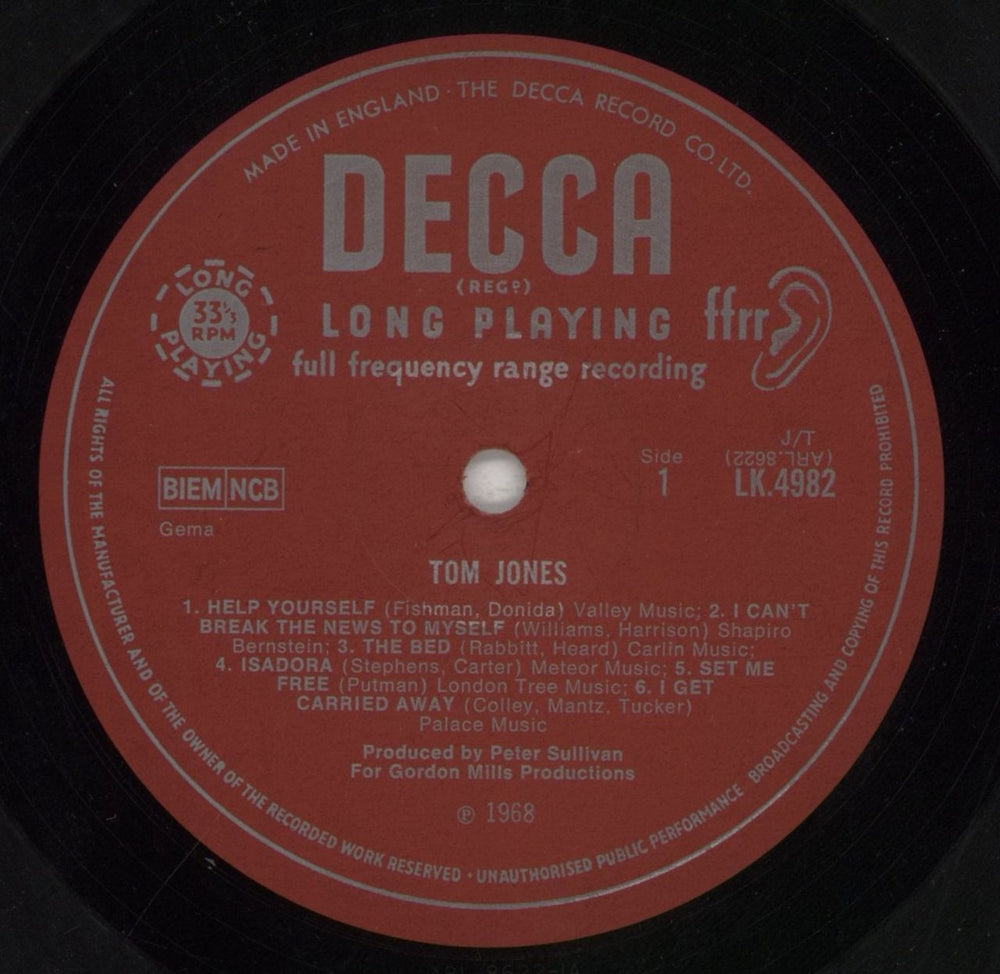 MADE IN ENGLAND · THE DECCA RECORD CO. LTD.
DECCA
(REGD)
LONG PLAYING
full frequency range recording
LONG
33⅓
RPM
PLAYING
ffrr
BIEM NCB
Gema
Side
1
J/T
(ARL.8622)
LK.4982
TOM JONES
1. HELP YOURSELF (Fishman, Donida) Valley Music; 2. I CAN'T
BREAK THE NEWS TO MYSELF (Williams, Harrison) Shapiro
Bernstein; 3. THE BED (Rabbitt, Heard) Carlin Music;
4. ISADORA (Stephens, Carter) Meteor Music; 5. SET ME
FREE (Putman) London Tree Music; 6. I GET
CARRIED AWAY (Colley, Mantz, Tucker)
Palace Music
Produced by Peter Sullivan
For Gordon Mills Productions
℗ 1968
ALL RIGHTS OF THE MANUFACTURER AND OF THE OWNER OF THE RECORDED WORK RESERVED · UNAUTHORISED PUBLIC PERFORMANCE BROADCASTING AND COPYING OF THIS RECORD PROHIBITED